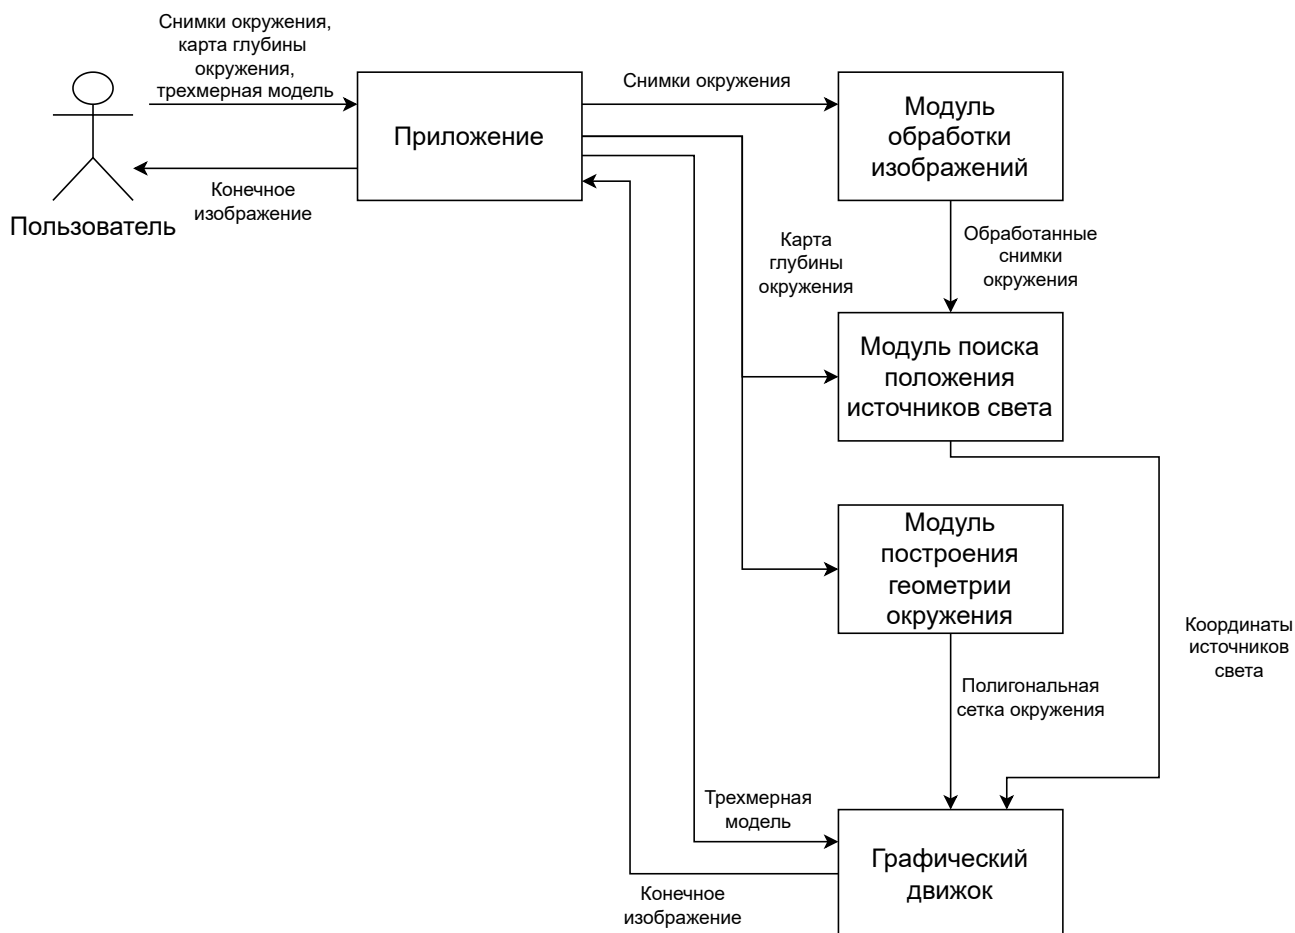 Снимки окружения,
карта глубины
окружения,
трехмерная модель
Приложение
Снимки окружения
Модуль
обработки
изображений
Конечное
изображение
Пользователь
Карта
глубины
окружения
Обработанные
снимки
окружения
Модуль поиска
положения
источников света
Модуль
построения
геометрии
окружения
Координаты
источников
света
Полигональная
сетка окружения
Трехмерная
модель
Графический
движок
Конечное
изображение